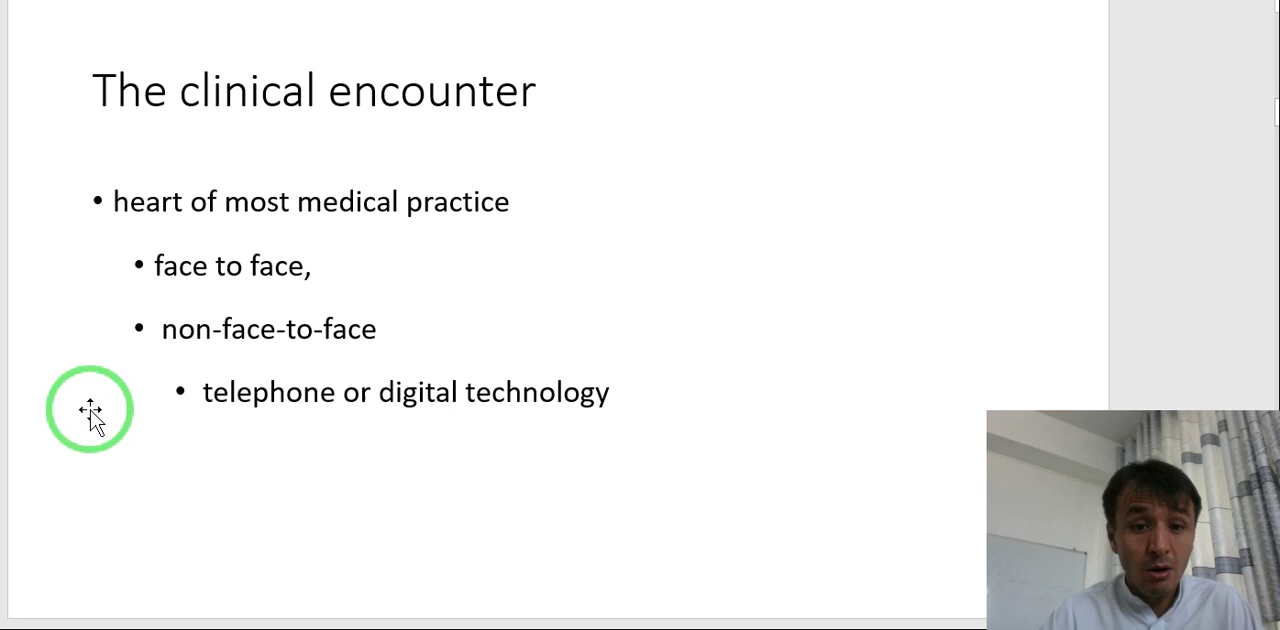 The clinical encounter
• heart of most medical practice
• face to face,
• non-face-to-face
• telephone or digital technology